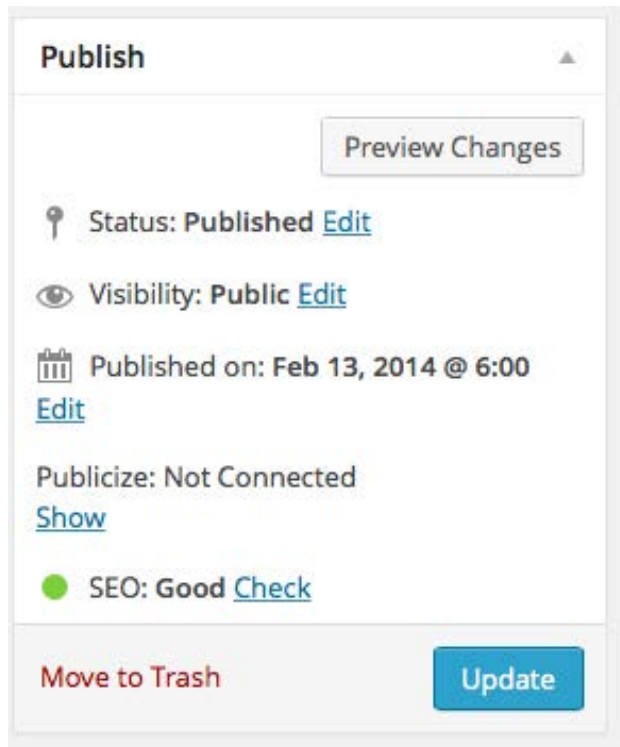 Publish
Preview Changes
Status: Published Edit
Visibility: Public Edit
Published on: Feb 13, 2014 @ 6:00
Edit
Publicize: Not Connected
Show
SEO: Good Check
Move to Trash
Update